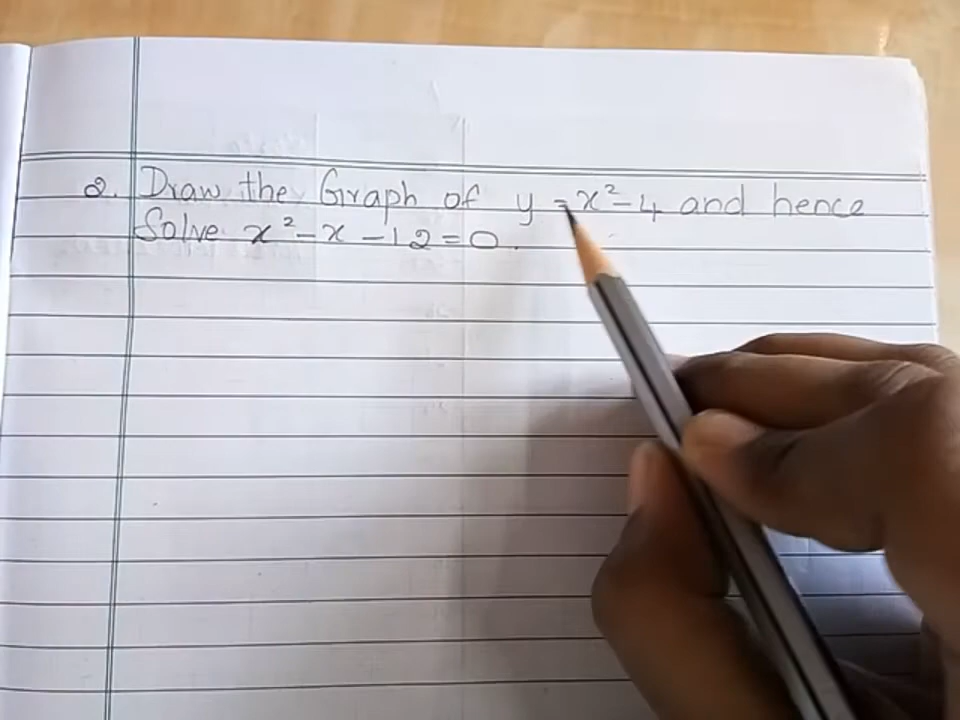 2. Draw the Graph of y = x² - 4 and hence
Solve x² - x - 12 = 0.